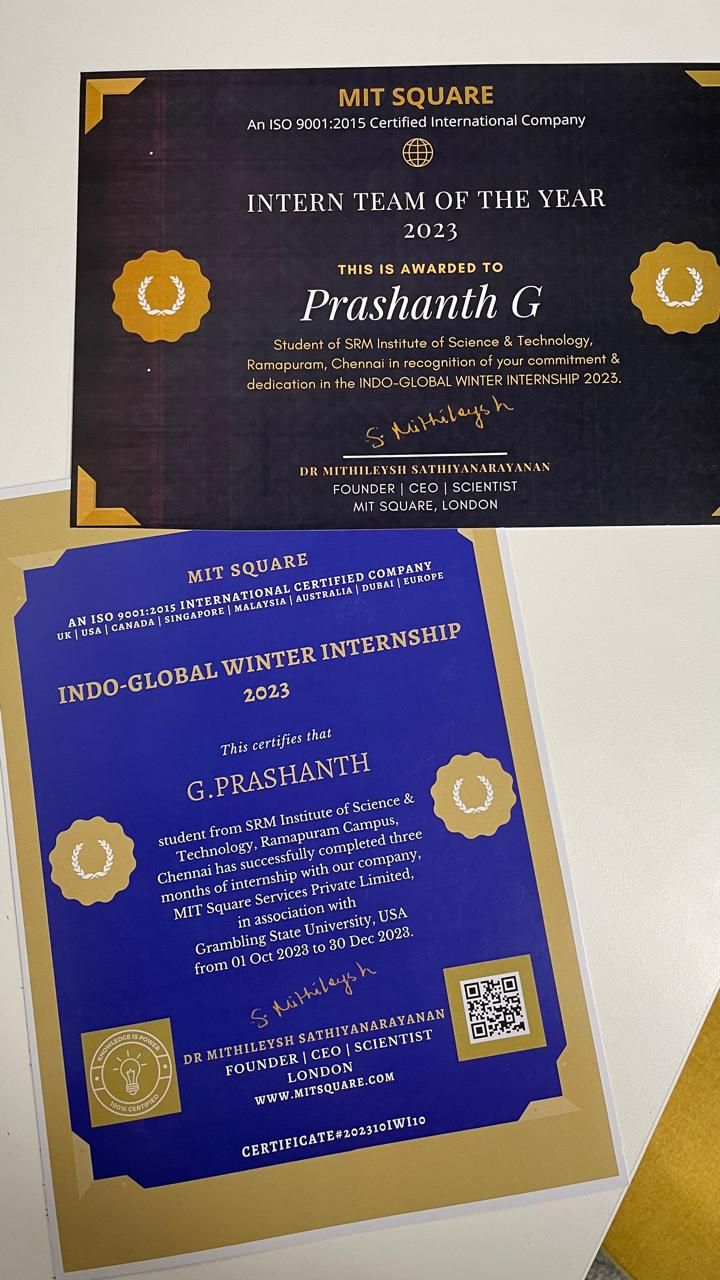 MIT SQUARE
An ISO 9001:2015 Certified International Company
INTERN TEAM OF THE YEAR
2023
THIS IS AWARDED TO
Prashanth G
Student of SRM Institute of Science & Technology,
Ramapuram, Chennai in recognition of your commitment &
dedication in the INDO-GLOBAL WINTER INTERNSHIP 2023.
S. Mithileysh
DR MITHILEYSH SATHIYANARAYANAN
FOUNDER | CEO | SCIENTIST
MIT SQUARE, LONDON
MIT SQUARE
AN ISO 9001:2015 INTERNATIONAL CERTIFIED COMPANY
UK | USA | CANADA | SINGAPORE | MALAYSIA | AUSTRALIA | DUBAI | EUROPE
INDO-GLOBAL WINTER INTERNSHIP
2023
This certifies that
G.PRASHANTH
student from SRM Institute of Science &
Technology, Ramapuram Campus,
Chennai has successfully completed three
months of internship with our company,
MIT Square Services Private Limited,
in association with
Grambling State University, USA
from 01 Oct 2023 to 30 Dec 2023.
S. Mithileysh
DR MITHILEYSH SATHIYANARAYANAN
FOUNDER | CEO | SCIENTIST
LONDON
WWW.MITSQUARE.COM
KNOWLEDGE IS POWER
100% CERTIFIED
CERTIFICATE#202310IWI10